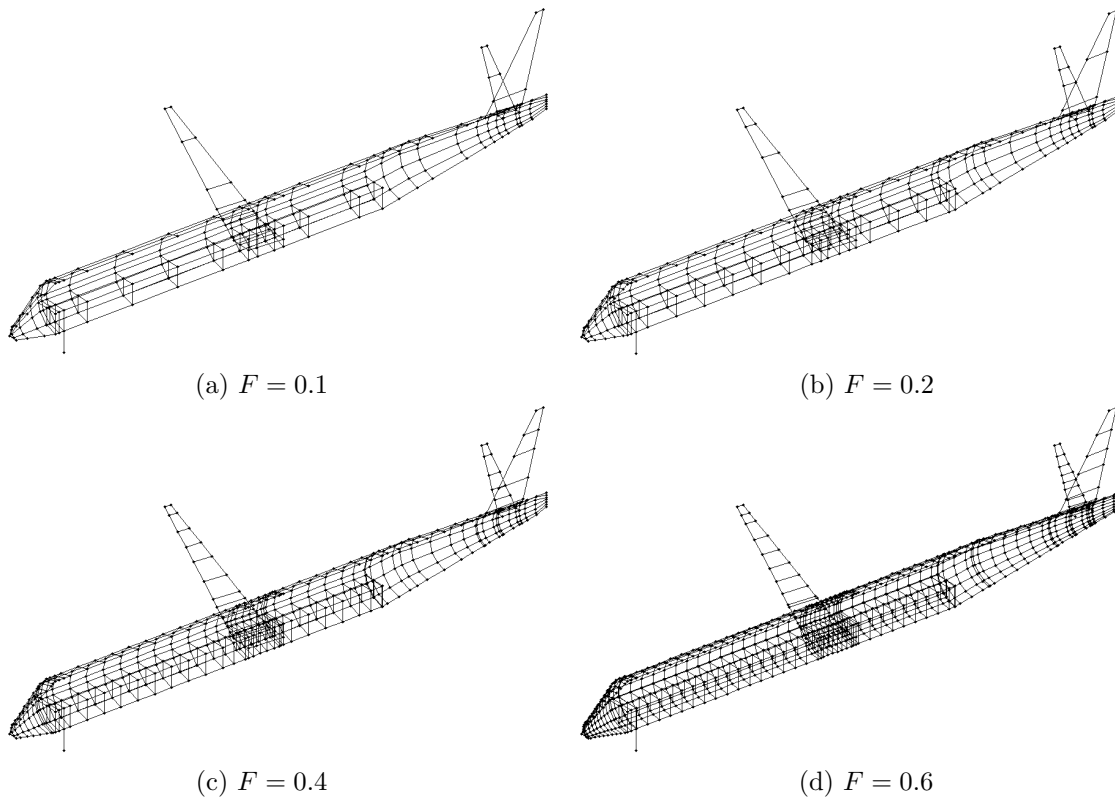 (a) F = 0.1
(b) F = 0.2
(c) F = 0.4
(d) F = 0.6